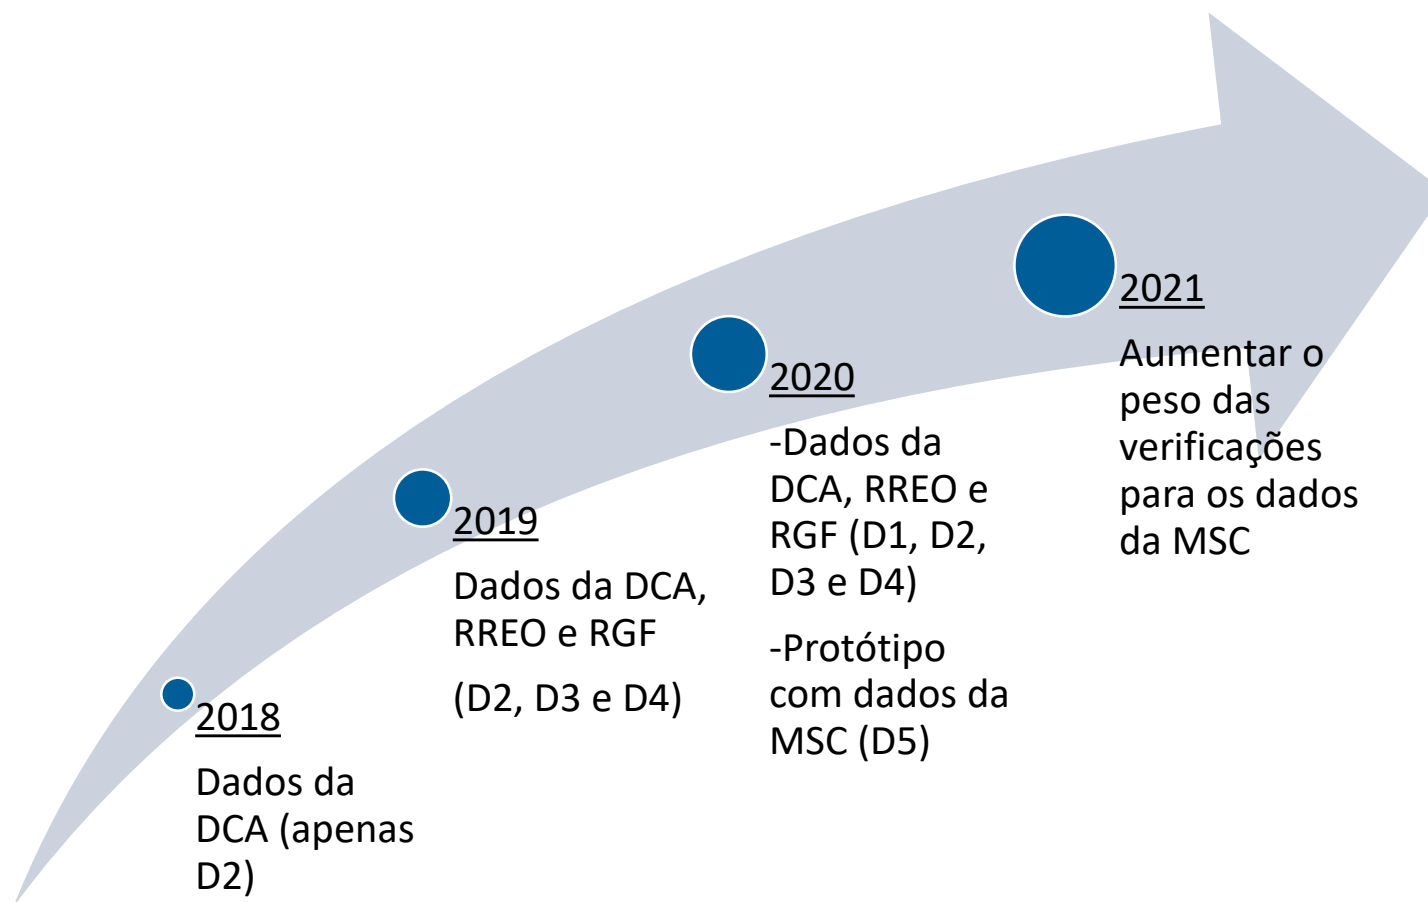 2018
Dados da
DCA (apenas
D2)
2019
Dados da DCA,
RREO e RGF
(D2, D3 e D4)
2020
-Dados da
DCA, RREO e
RGF (D1, D2,
D3 e D4)
-Protótipo
com dados da
MSC (D5)
2021
Aumentar o
peso das
verificações
para os dados
da MSC